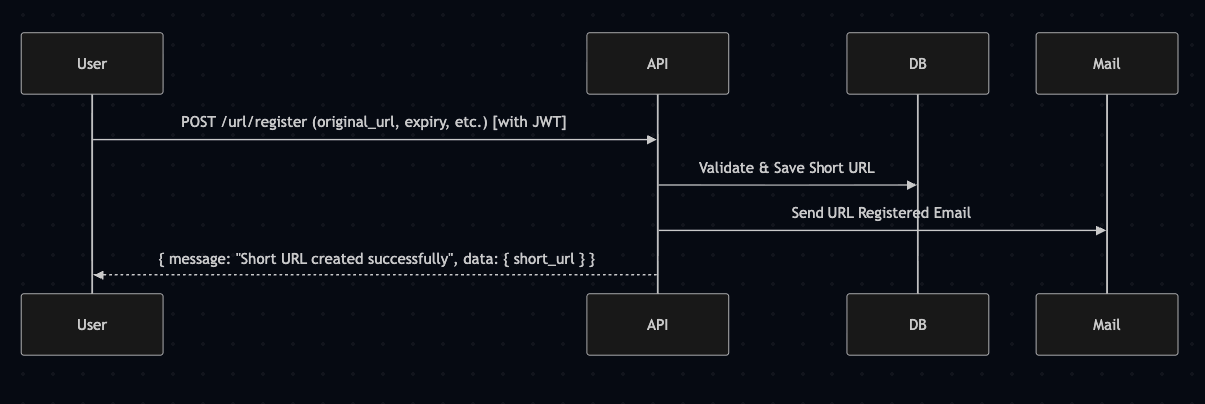 User
API
DB
Mail
POST /url/register (original_url, expiry, etc.) [with JWT]
Validate & Save Short URL
Send URL Registered Email
{ message: "Short URL created successfully", data: { short_url } }
User
API
DB
Mail